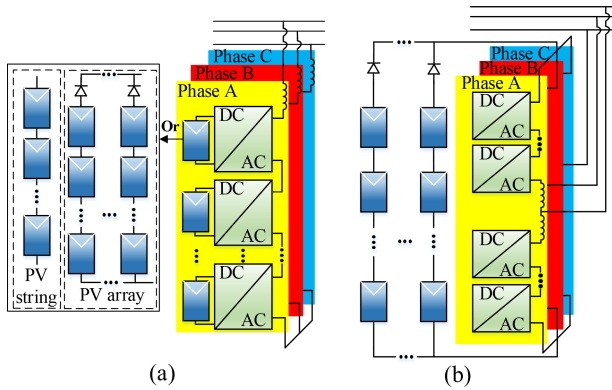 Phase C
Phase B
Phase A
DC
AC
Or
DC
AC
DC
AC
PV
string
PV array
(a)
Phase C
Phase B
Phase A
DC
AC
DC
AC
DC
AC
DC
AC
(b)